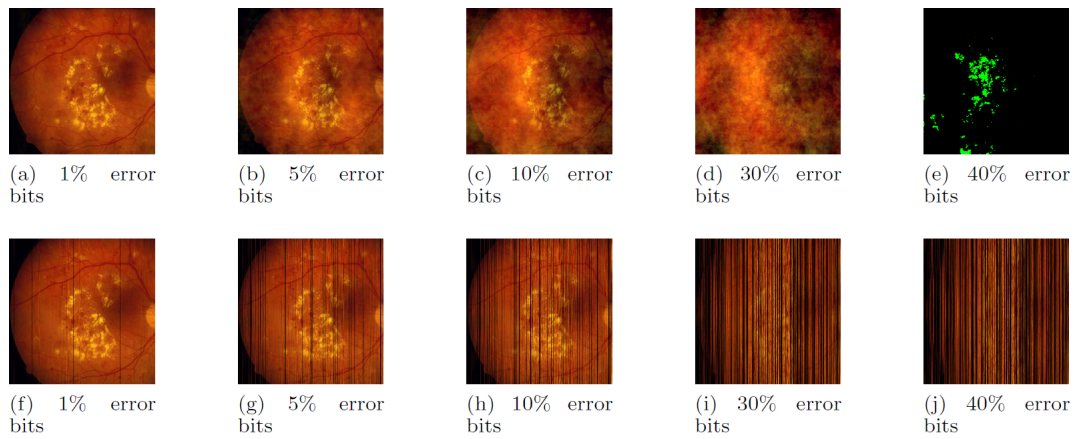 (a) 1% error
bits
(b) 5% error
bits
(c) 10% error
bits
(d) 30% error
bits
(e) 40% error
bits
(f) 1% error
bits
(g) 5% error
bits
(h) 10% error
bits
(i) 30% error
bits
(j) 40% error
bits